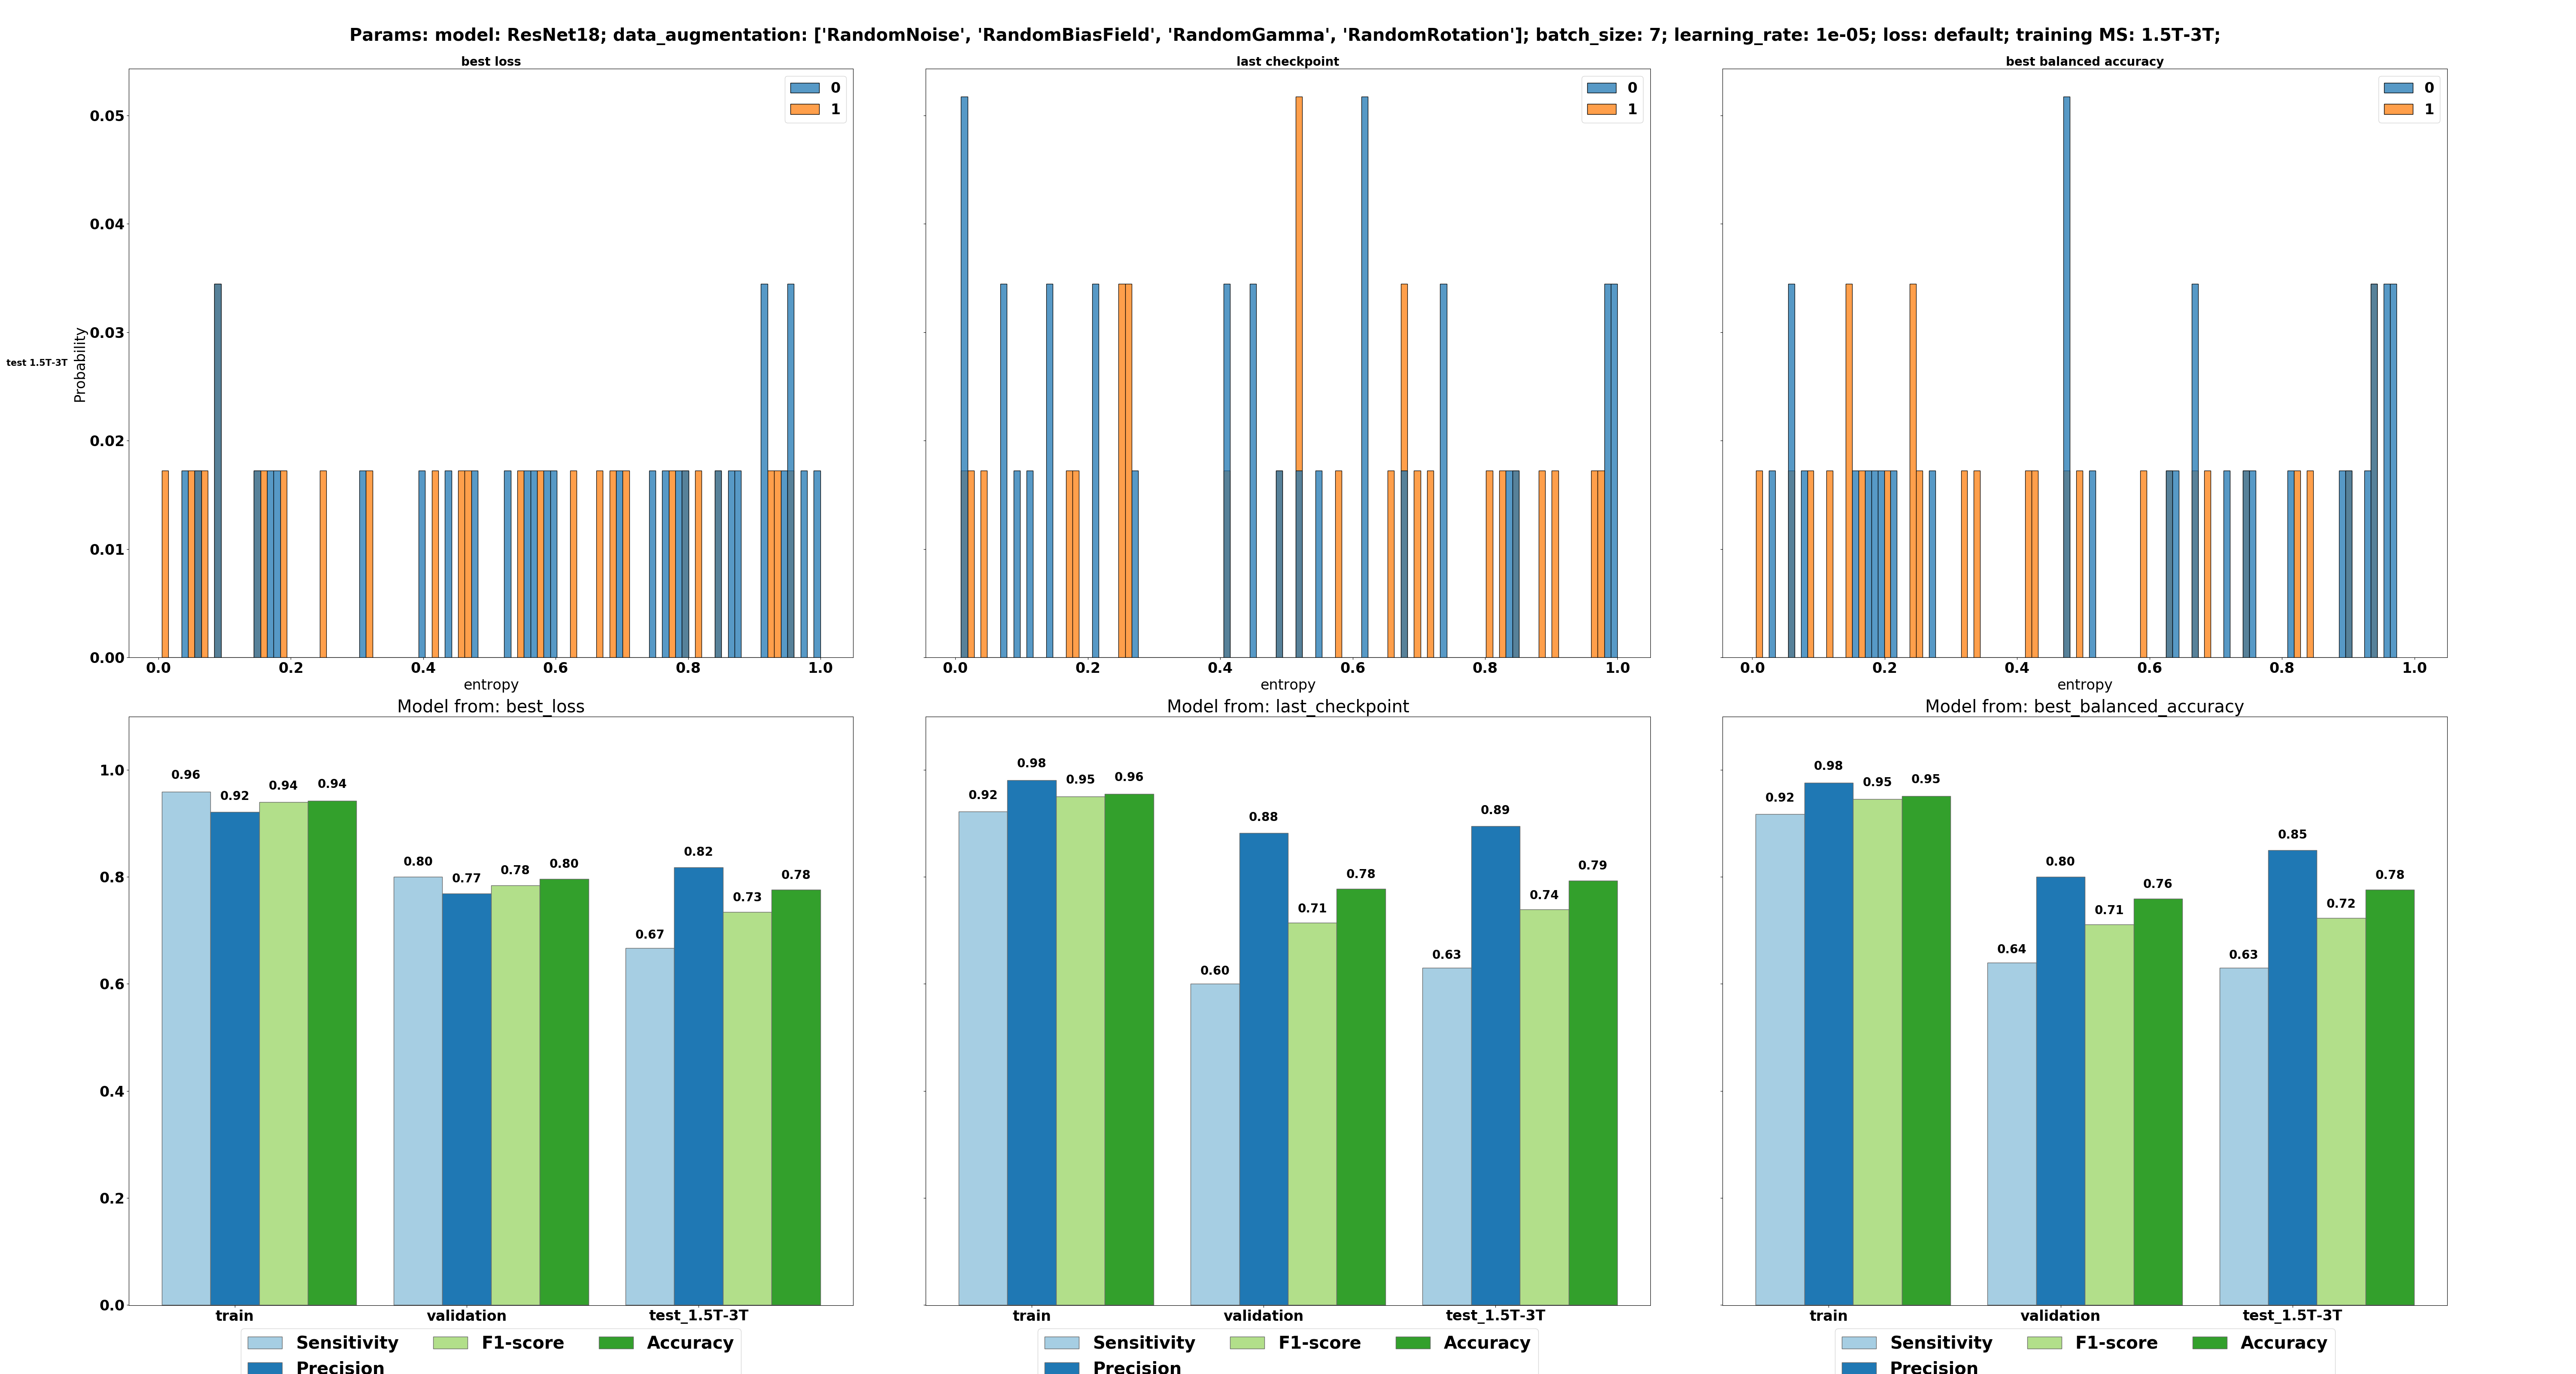 Params: model: ResNet18; data_augmentation: ['RandomNoise', 'RandomBiasField', 'RandomGamma', 'RandomRotation']; batch_size: 7; learning_rate: 1e-05; loss: default; training MS: 1.5T-3T;
best loss
last checkpoint
best balanced accuracy
0
1
0
1
0
1
0.05
0.04
0.03
0.02
0.01
0.00
test 1.5T-3T
Probability
0.0 0.2 0.4 0.6 0.8 1.0
0.0 0.2 0.4 0.6 0.8 1.0
0.0 0.2 0.4 0.6 0.8 1.0
entropy
entropy
entropy
Model from: best_loss
Model from: last_checkpoint
Model from: best_balanced_accuracy
1.0
0.8
0.6
0.4
0.2
0.0
0.96 0.92 0.94 0.94
0.80 0.77 0.78 0.80
0.67 0.82 0.73 0.78
0.92 0.98 0.95 0.96
0.60 0.88 0.71 0.78
0.63 0.89 0.74 0.79
0.92 0.98 0.95 0.95
0.64 0.80 0.71 0.76
0.63 0.85 0.72 0.78
train validation test_1.5T-3T
train validation test_1.5T-3T
train validation test_1.5T-3T
Sensitivity F1-score Accuracy
Precision
Sensitivity F1-score Accuracy
Precision
Sensitivity F1-score Accuracy
Precision